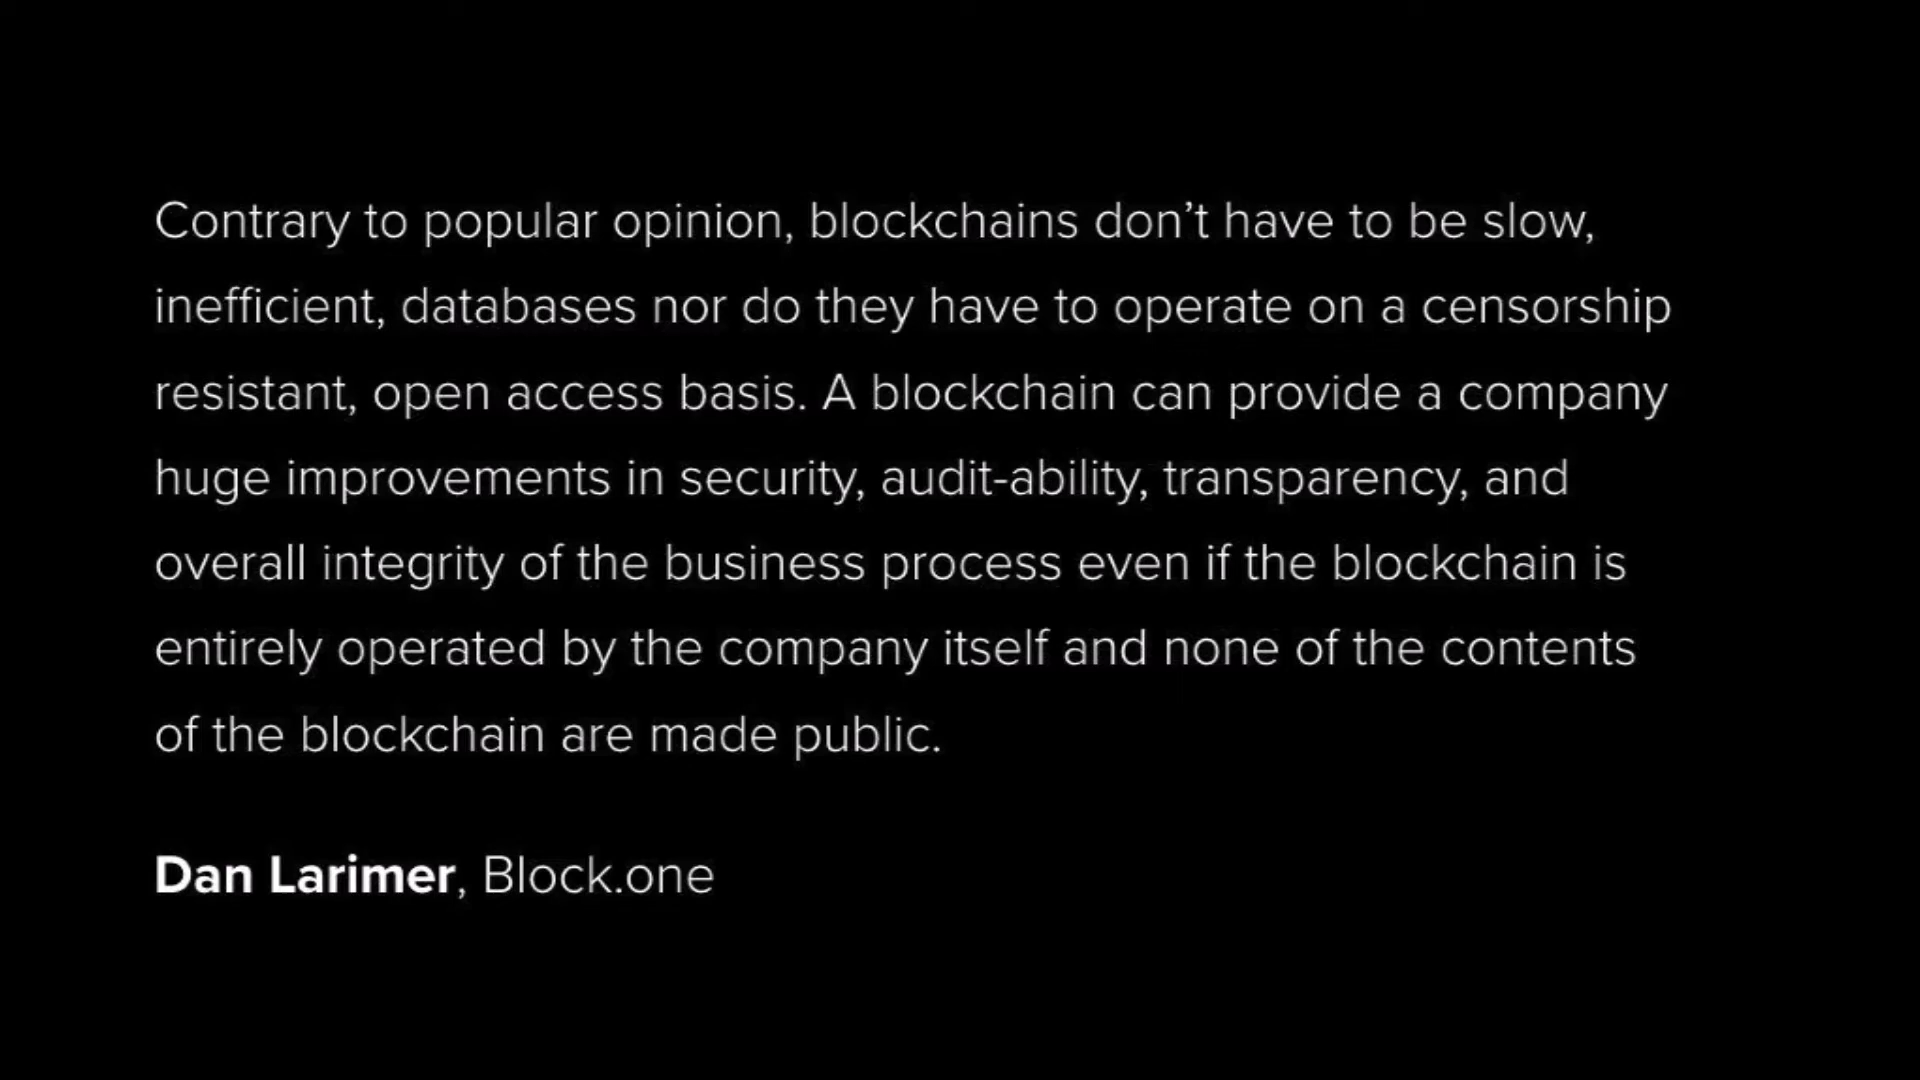 Contrary to popular opinion, blockchains don’t have to be slow,
inefficient, databases nor do they have to operate on a censorship
resistant, open access basis. A blockchain can provide a company
huge improvements in security, audit-ability, transparency, and
overall integrity of the business process even if the blockchain is
entirely operated by the company itself and none of the contents
of the blockchain are made public.
Dan Larimer, Block.one